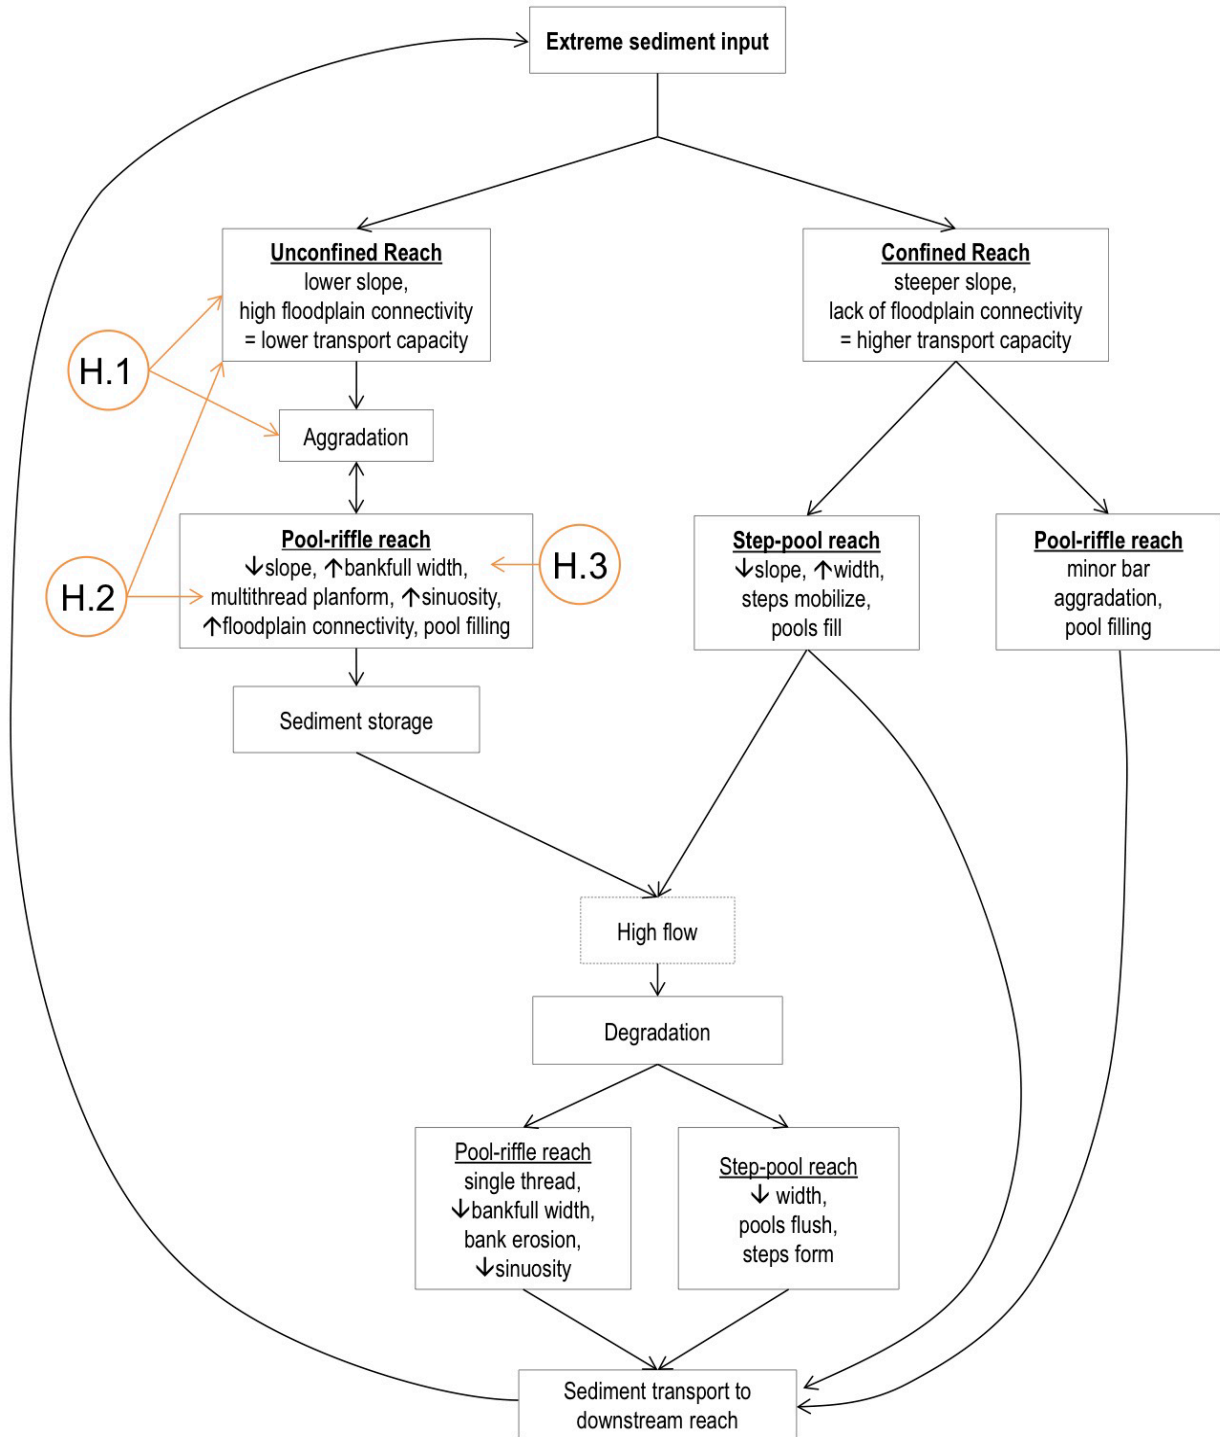 Extreme sediment input
Unconfined Reach
lower slope,
high floodplain connectivity
= lower transport capacity
Confined Reach
steeper slope,
lack of floodplain connectivity
= higher transport capacity
H.1
Aggradation
Pool-riffle reach
↓slope, ↑bankfull width,
multithread planform, ↑sinuosity,
↑floodplain connectivity, pool filling
H.3
H.2
Step-pool reach
↓slope, ↑width,
steps mobilize,
pools fill
Pool-riffle reach
minor bar
aggradation,
pool filling
Sediment storage
High flow
Degradation
Pool-riffle reach
single thread,
↓bankfull width,
bank erosion,
↓sinuosity
Step-pool reach
↓ width,
pools flush,
steps form
Sediment transport to
downstream reach